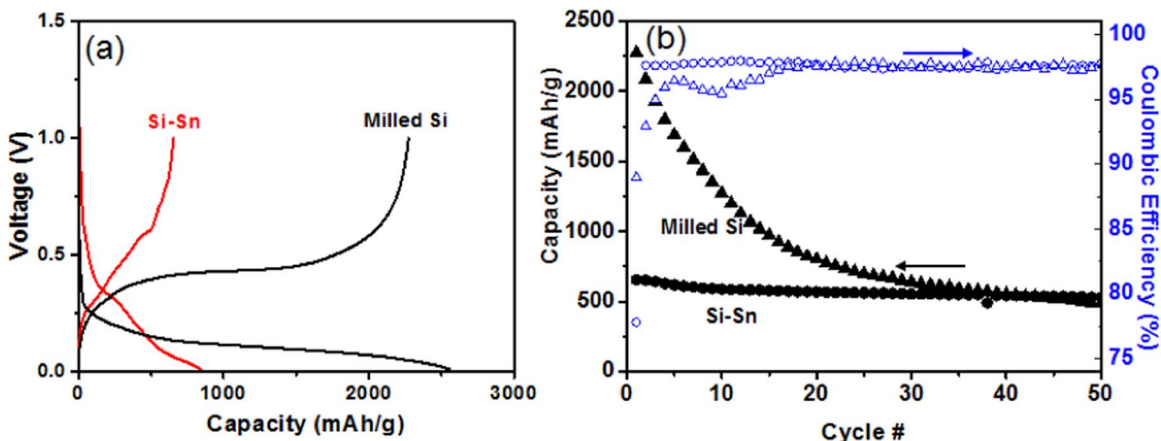 (a)
Voltage (V)
1.5
1.0
0.5
0.0
Si-Sn
Milled Si
0
1000
2000
3000
Capacity (mAh/g)
(b)
Capacity (mAh/g)
2500
2000
1500
1000
500
0
Milled Si
Si-Sn
0
10
20
30
40
50
Cycle #
100
95
90
85
80
75
Coulombic Efficiency (%)